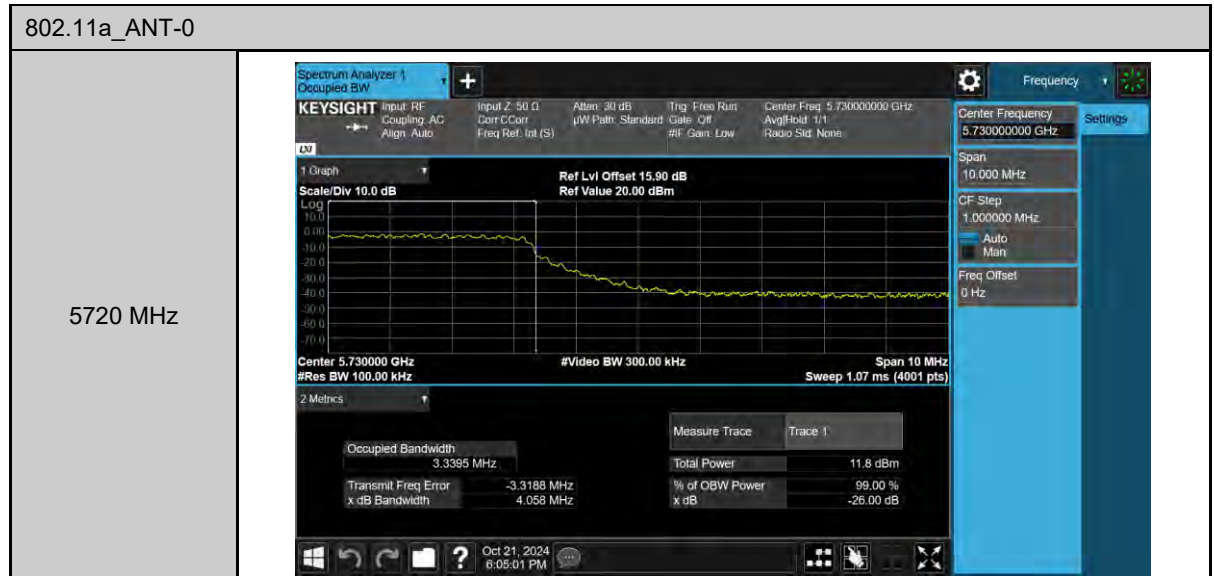 802.11a_ANT-0
5720 MHz
Spectrum Analyzer 1
Occupied BW
Frequency
KEYSIGHT Input: RF
Coupling: AC
Align: Auto
Input Z: 50 Ω
Corr CCorr
Freq Ref: Int (S)
Atten: 30 dB
µW Path: Standard
Trig: Free Run
Gate: Off
#IF Gain: Low
Center Freq: 5.730000000 GHz
Avg|Hold: 1/1
Radio Std: None
LXI
1 Graph
Scale/Div 10.0 dB
Ref Lvl Offset 15.90 dB
Ref Value 20.00 dBm
Log
10.0
0.00
-10.0
-20.0
-30.0
-40.0
-50.0
-60.0
-70.0
Center 5.730000 GHz
#Res BW 100.00 kHz
#Video BW 300.00 kHz
Span 10 MHz
Sweep 1.07 ms (4001 pts)
2 Metrics
Measure Trace Trace 1
Occupied Bandwidth
3.3395 MHz
Total Power 11.8 dBm
Transmit Freq Error -3.3188 MHz
% of OBW Power 99.00 %
x dB Bandwidth 4.058 MHz
x dB -26.00 dB
Center Frequency
5.730000000 GHz
Settings
Span
10.000 MHz
CF Step
1.000000 MHz
Auto
Man
Freq Offset
0 Hz
? Oct 21, 2024
6:05:01 PM